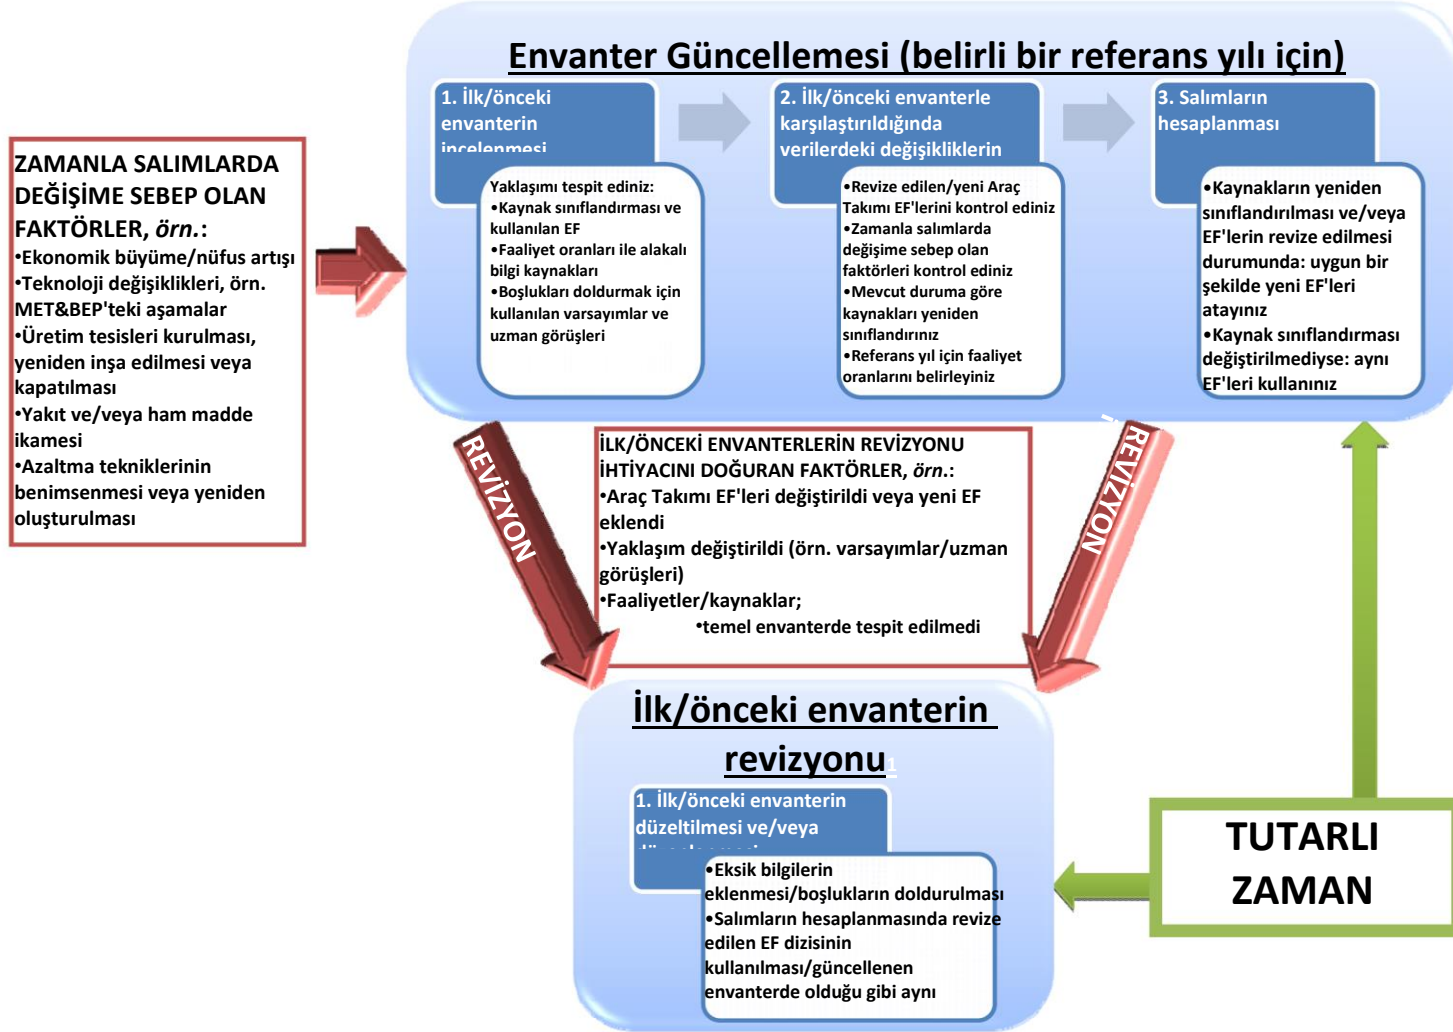 Envanter Güncellemesi (belirli bir referans yılı için)
1. İlk/önceki
envanterin
incelenmesi
Yaklaşımı tespit ediniz:
•Kaynak sınıflandırması ve
kullanılan EF
•Faaliyet oranları ile alakalı
bilgi kaynakları
•Boşlukları doldurmak için
kullanılan varsayımlar ve
uzman görüşleri
2. İlk/önceki envanterle
karşılaştırıldığında
verilerdeki değişikliklerin
•Revize edilen/yeni Araç
Takımı EF'lerini kontrol ediniz
•Zamanla salımlarda
değişime sebep olan
faktörleri kontrol ediniz
•Mevcut duruma göre
kaynakları yeniden
sınıflandırınız
•Referans yıl için faaliyet
oranlarını belirleyiniz
3. Salımların
hesaplanması
•Kaynakların yeniden
sınıflandırılması ve/veya
EF'lerin revize edilmesi
durumunda: uygun bir
şekilde yeni EF'leri
atayınız
•Kaynak sınıflandırması
değiştirilmediyse: aynı
EF'leri kullanınız
ZAMANLA SALIMLARDA
DEĞİŞİME SEBEP OLAN
FAKTÖRLER, örn.:
•Ekonomik büyüme/nüfus artışı
•Teknoloji değişiklikleri, örn.
MET&BEP'teki aşamalar
•Üretim tesisleri kurulması,
yeniden inşa edilmesi veya
kapatılması
•Yakıt ve/veya ham madde
ikamesi
•Azaltma tekniklerinin
benimsenmesi veya yeniden
oluşturulması
REVİZYON
İLK/ÖNCEKİ ENVANTERLERİN REVİZYONU
İHTİYACINI DOĞURAN FAKTÖRLER, örn.:
•Araç Takımı EF'leri değiştirildi veya yeni EF
eklendi
•Yaklaşım değiştirildi (örn. varsayımlar/uzman
görüşleri)
•Faaliyetler/kaynaklar;
•temel envanterde tespit edilmedi
REVİZYON
İlk/önceki envanterin
revizyonu1
1. İlk/önceki envanterin
düzeltilmesi ve/veya
•Eksik bilgilerin
eklenmesi/boşlukların doldurulması
•Salımların hesaplanmasında revize
edilen EF dizisinin
kullanılması/güncellenen
envanterde olduğu gibi aynı
TUTARLI
ZAMAN